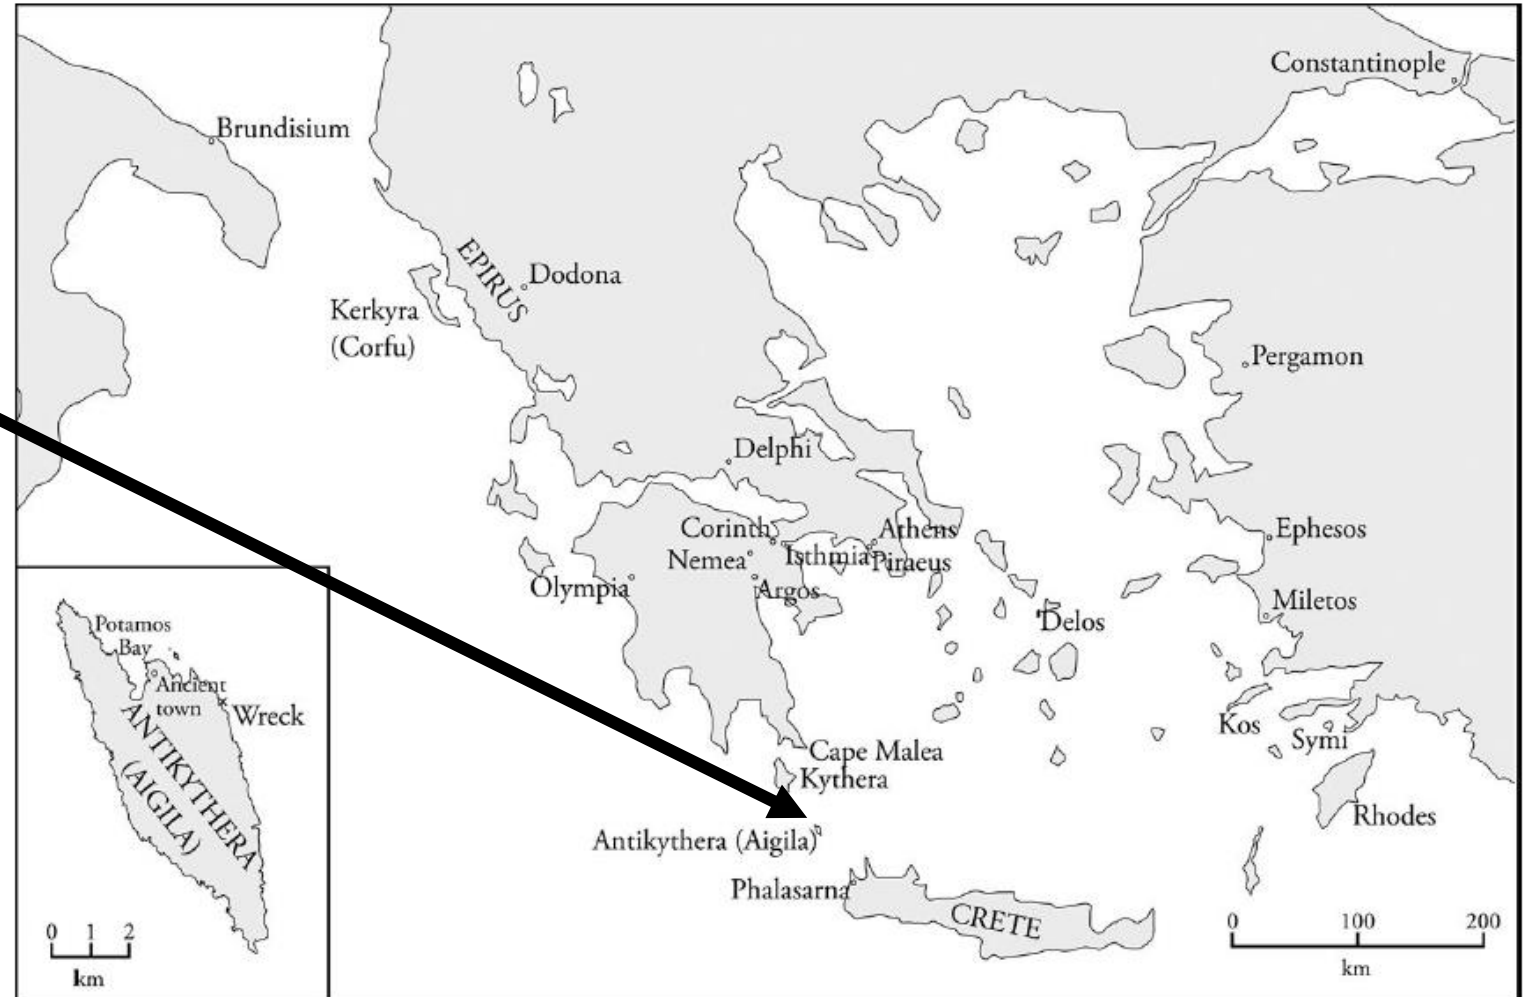 Constantinople
Brundisium
EPIRUS
Dodona
Kerkyra
(Corfu)
Pergamon
Delphi
Corinth
Athens
Nemea
Isthmia
Piraeus
Ephesos
Olympia
Argos
Miletos
Delos
Kos
Symi
Cape Malea
Kythera
Rhodes
Antikythera (Aigila)
Phalasarna
CRETE
0 100 200
km
Potamos
Bay
Ancient
town
Wreck
ANTIKYTHERA
(AIGILA)
0 1 2
km